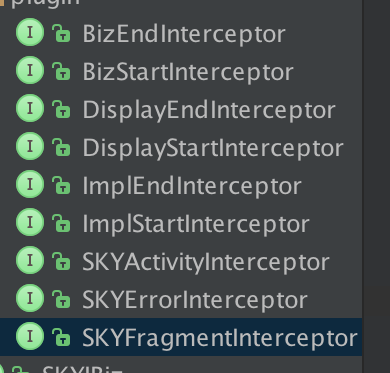 plugin
I BizEndInterceptor
I BizStartInterceptor
I DisplayEndInterceptor
I DisplayStartInterceptor
I ImplEndInterceptor
I ImplStartInterceptor
I SKYActivityInterceptor
I SKYErrorInterceptor
I SKYFragmentInterceptor
SKYIBiz